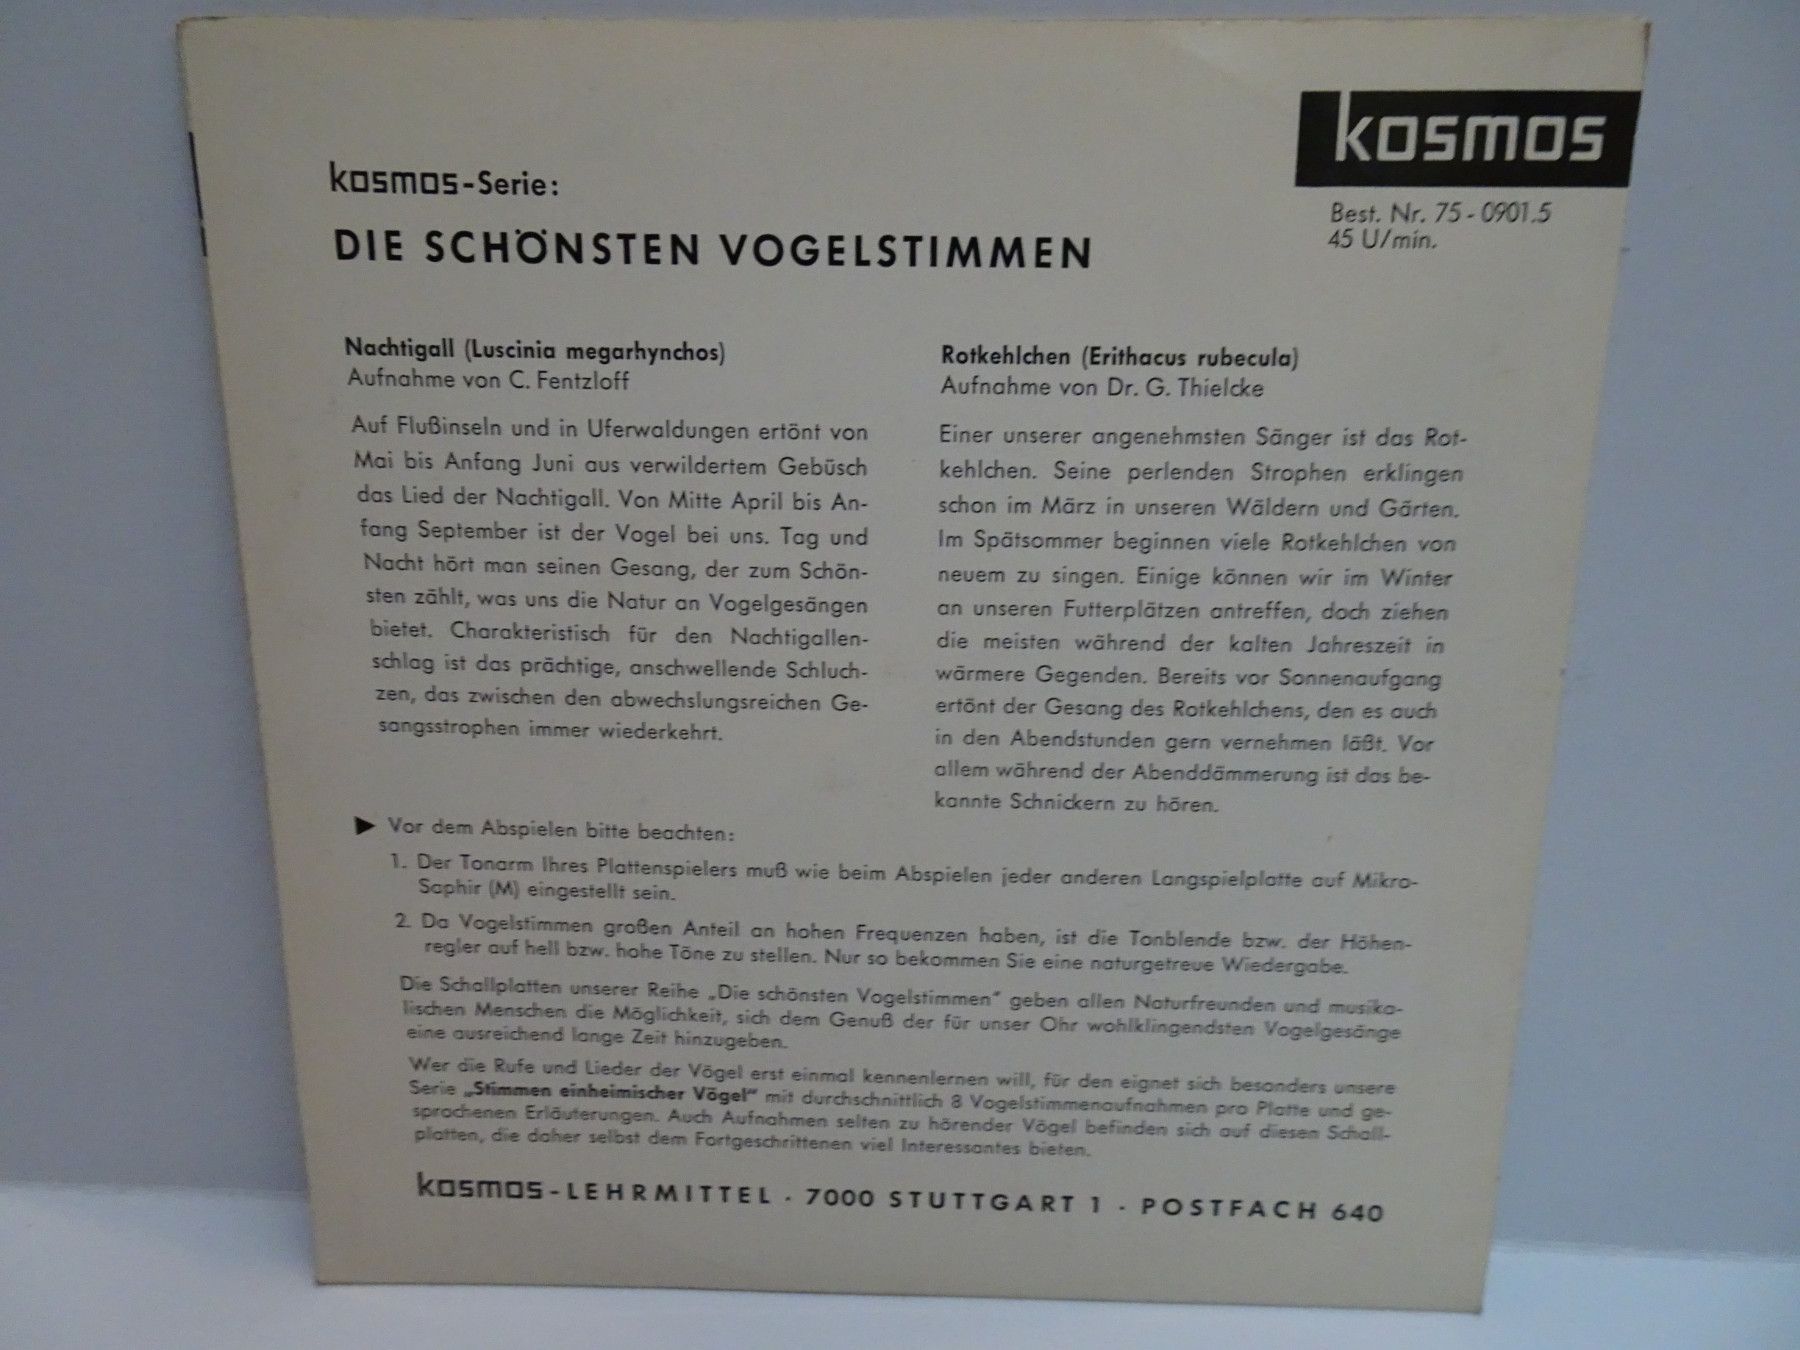 kosmos
Best. Nr. 75 - 0901.5
45 U/min.
kosmos-Serie:
DIE SCHÖNSTEN VOGELSTIMMEN
Nachtigall (Luscinia megarhynchos)
Aufnahme von C. Fentzloff
Auf Flußinseln und in Uferwaldungen ertönt von
Mai bis Anfang Juni aus verwildertem Gebüsch
das Lied der Nachtigall. Von Mitte April bis An-
fang September ist der Vogel bei uns. Tag und
Nacht hört man seinen Gesang, der zum Schön-
sten zählt, was uns die Natur an Vogelgesängen
bietet. Charakteristisch für den Nachtigallen-
schlag ist das prächtige, anschwellende Schluch-
zen, das zwischen den abwechslungsreichen Ge-
sangsstrophen immer wiederkehrt.
Rotkehlchen (Erithacus rubecula)
Aufnahme von Dr. G. Thielcke
Einer unserer angenehmsten Sänger ist das Rot-
kehlchen. Seine perlenden Strophen erklingen
schon im März in unseren Wäldern und Gärten.
Im Spätsommer beginnen viele Rotkehlchen von
neuem zu singen. Einige können wir im Winter
an unseren Futterplätzen antreffen, doch ziehen
die meisten während der kalten Jahreszeit in
wärmere Gegenden. Bereits vor Sonnenaufgang
ertönt der Gesang des Rotkehlchens, den es auch
in den Abendstunden gern vernehmen läßt. Vor
allem während der Abenddämmerung ist das be-
kannte Schnickern zu hören.
▶ Vor dem Abspielen bitte beachten:
1. Der Tonarm Ihres Plattenspielers muß wie beim Abspielen jeder anderen Langspielplatte auf Mikro-
Saphir (M) eingestellt sein.
2. Da Vogelstimmen großen Anteil an hohen Frequenzen haben, ist die Tonblende bzw. der Höhen-
regler auf hell bzw. hohe Töne zu stellen. Nur so bekommen Sie eine naturgetreue Wiedergabe.
Die Schallplatten unserer Reihe „Die schönsten Vogelstimmen“ geben allen Naturfreunden und musika-
lischen Menschen die Möglichkeit, sich dem Genuß der für unser Ohr wohlklingendsten Vogelgesänge
eine ausreichend lange Zeit hinzugeben.
Wer die Rufe und Lieder der Vögel erst einmal kennenlernen will, für den eignet sich besonders unsere
Serie „Stimmen einheimischer Vögel“ mit durchschnittlich 8 Vogelstimmenaufnahmen pro Platte und ge-
sprochenen Erläuterungen. Auch Aufnahmen selten zu hörender Vögel befinden sich auf diesen Schall-
platten, die daher selbst dem Fortgeschrittenen viel Interessantes bieten.
kosmos-LEHRMITTEL · 7000 STUTTGART 1 · POSTFACH 640